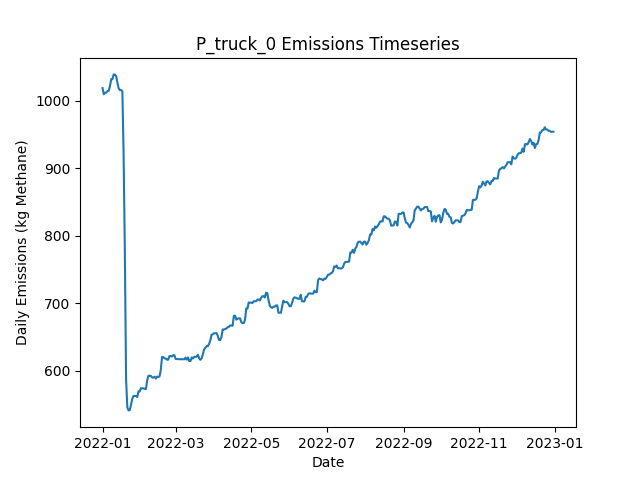 P_truck_0 Emissions Timeseries
Daily Emissions (kg Methane)
1000
900
800
700
600
2022-01 2022-03 2022-05 2022-07 2022-09 2022-11 2023-01
Date